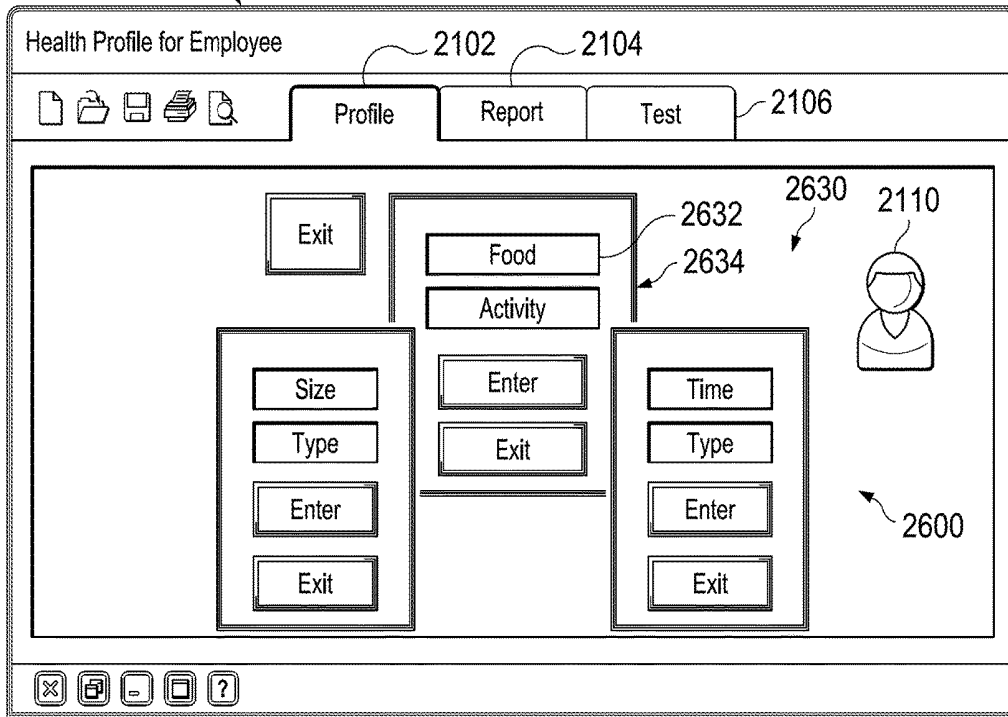 Health Profile for Employee
2102
2104
Profile
Report
Test
2106
Exit
Food
Activity
Enter
Exit
2632
2634
2630
2110
Size
Type
Enter
Exit
Time
Type
Enter
Exit
2600
?